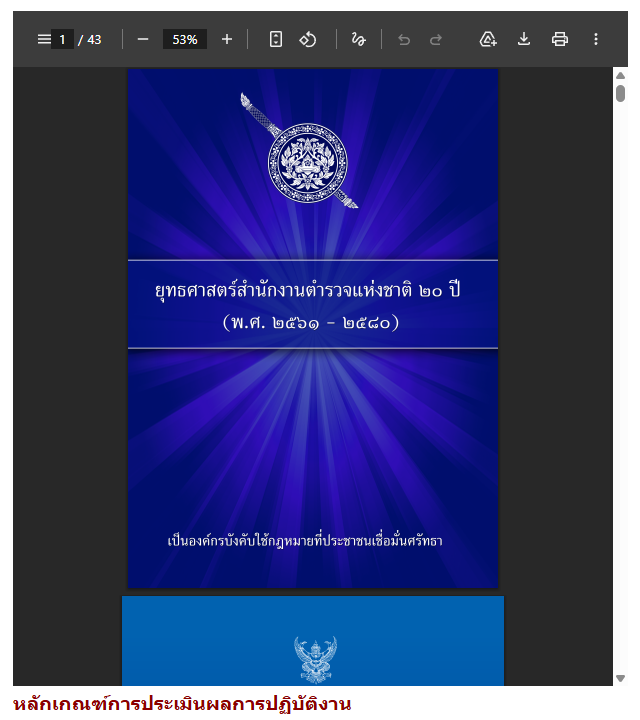 1 / 43
53%
ยุทธศาสตร์สำนักงานตำรวจแห่งชาติ ๒๐ ปี
(พ.ศ. ๒๕๖๑ - ๒๕๘๐)
เป็นองค์กรบังคับใช้กฎหมายที่ประชาชนเชื่อมั่นศรัทธา
หลักเกณฑ์การประเมินผลการปฏิบัติงาน